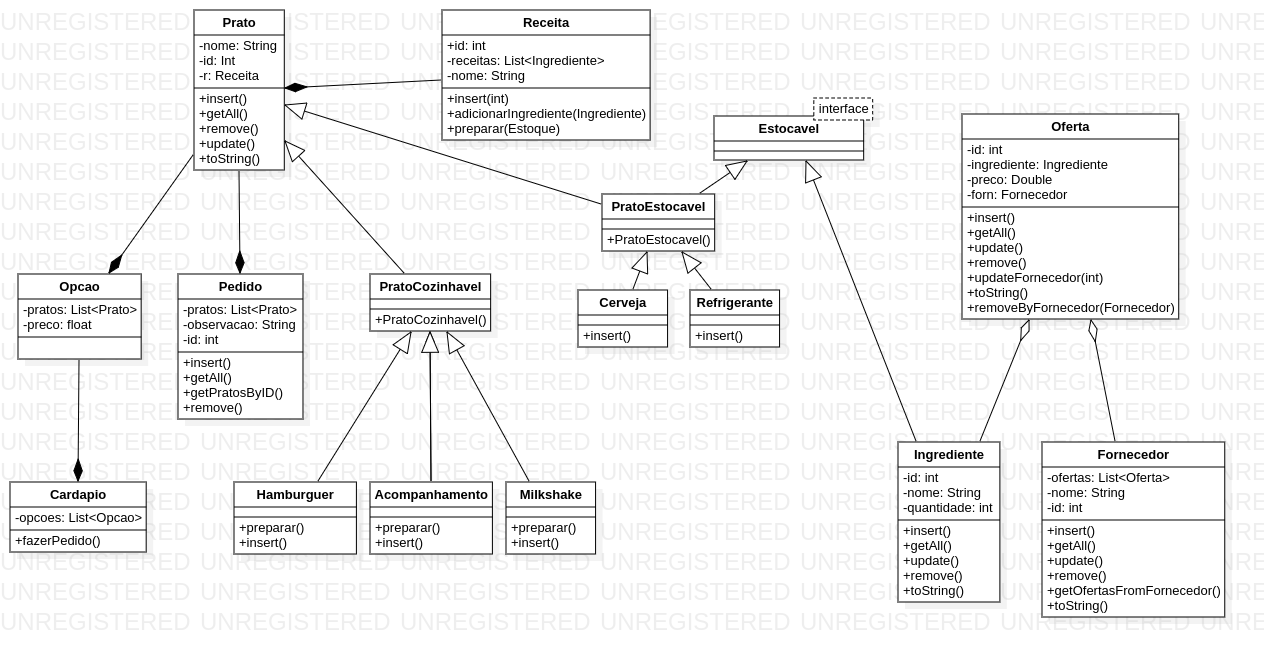 Prato
-nome: String
-id: Int
-r: Receita
+insert()
+getAll()
+remove()
+update()
+toString()
Receita
+id: int
-receitas: List<Ingrediente>
-nome: String
+insert(int)
+adicionarIngrediente(Ingrediente)
+preparar(Estoque)
interface
Estocavel
Oferta
-id: int
-ingrediente: Ingrediente
-preco: Double
-forn: Fornecedor
+insert()
+getAll()
+update()
+remove()
+updateFornecedor(int)
+toString()
+removeByFornecedor(Fornecedor)
PratoEstocavel
+PratoEstocavel()
Opcao
-pratos: List<Prato>
-preco: float
Pedido
-pratos: List<Prato>
-observacao: String
-id: int
+insert()
+getAll()
+getPratosByID()
+remove()
PratoCozinhavel
+PratoCozinhavel()
Cerveja
+insert()
Refrigerante
+insert()
Cardapio
-opcoes: List<Opcao>
+fazerPedido()
Hamburguer
+preparar()
+insert()
Acompanhamento
+preparar()
+insert()
Milkshake
+preparar()
+insert()
Ingrediente
-id: int
-nome: String
-quantidade: int
+insert()
+getAll()
+update()
+remove()
+toString()
Fornecedor
-ofertas: List<Oferta>
-nome: String
-id: int
+insert()
+getAll()
+update()
+remove()
+getOfertasFromFornecedor()
+toString()
UNREGISTERED